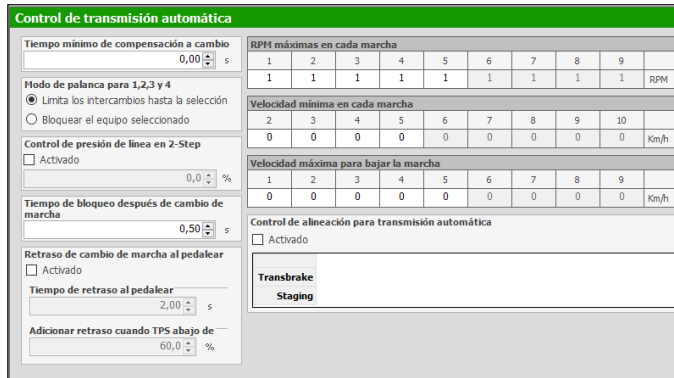 Control de transmisión automática
Tiempo mínimo de compensación a cambio
0,00 s
Modo de palanca para 1,2,3 y 4
Limita los intercambios hasta la selección
Bloquear el equipo seleccionado
Control de presión de línea en 2-Step
Activado
0,0 %
Tiempo de bloqueo después de cambio de
marcha
0,50 s
Retraso de cambio de marcha al pedalear
Activado
Tiempo de retraso al pedalear
2,00 s
Adicionar retraso cuando TPS abajo de
60,0 %
RPM máximas en cada marcha
1 2 3 4 5 6 7 8 9
1 1 1 1 1 1 1 1 1 RPM
Velocidad mínima en cada marcha
2 3 4 5 6 7 8 9 10
0 0 0 0 0 0 0 0 0 Km/h
Velocidad máxima para bajar la marcha
1 2 3 4 5 6 7 8 9
0 0 0 0 0 0 0 0 0 Km/h
Control de alineación para transmisión automática
Activado
Transbrake
Staging